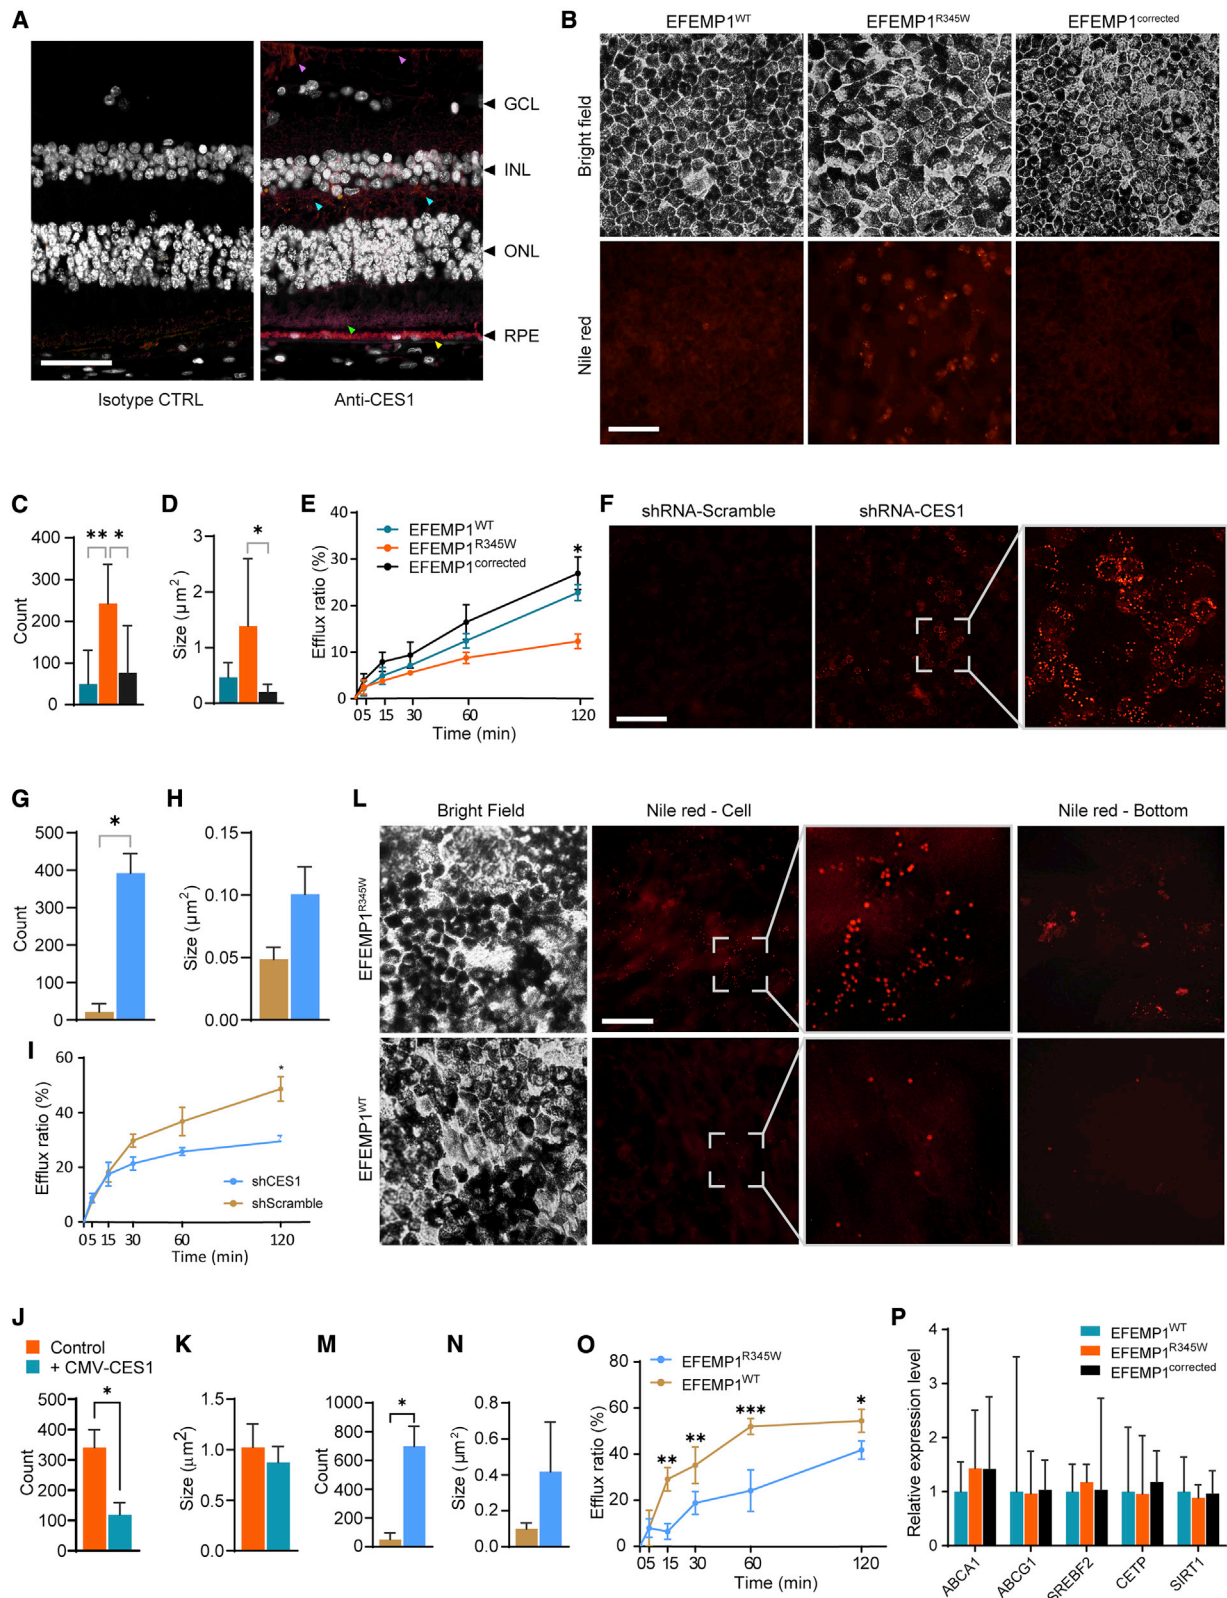 A
GCL
INL
ONL
RPE
Isotype CTRL
Anti-CES1
B
EFEMP1WT
EFEMP1R345W
EFEMP1corrected
Bright field
Nile red
C
400
300
200
100
0
Count
** *
D
3
2
1
0
Size (µm2)
*
E
40
30
20
10
0
Efflux ratio (%)
EFEMP1WT
EFEMP1R345W
EFEMP1corrected
*
05 15 30 60 120
Time (min)
F
shRNA-Scramble
shRNA-CES1
G
500
400
300
200
100
0
Count
*
H
0.15
0.10
0.05
0.00
Size (µm2)
I
60
40
20
0
Efflux ratio (%)
*
shCES1
shScramble
05 15 30 60 120
Time (min)
L
Bright Field
Nile red - Cell
Nile red - Bottom
EFEMP1R345W
EFEMP1WT
J
Control
+ CMV-CES1
500
400
300
200
100
0
Count
*
K
1.5
1.0
0.5
0.0
Size (µm2)
M
1000
800
600
400
200
0
Count
*
N
0.8
0.6
0.4
0.2
0.0
Size (µm2)
O
EFEMP1R345W
EFEMP1WT
80
60
40
20
0
Efflux ratio (%)
** ** *** *
05 15 30 60 120
Time (min)
P
4
3
2
1
0
Relative expression level
EFEMP1WT
EFEMP1R345W
EFEMP1corrected
ABCA1
ABCG1
SREBF2
CETP
SIRT1